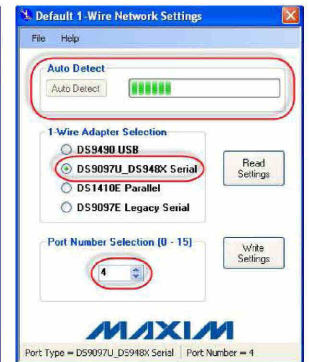 Default 1-Wire Network Settings
File Help
Auto Detect
Auto Detect
1-Wire Adapter Selection
DS9490 USB
DS9097U_DS948X Serial
DS1410E Parallel
DS9097E Legacy Serial
Read Settings
Port Number Selection (0 - 15)
4
Write Settings
MAXIM
Port Type = DS9097U_DS948X Serial Port Number = 4